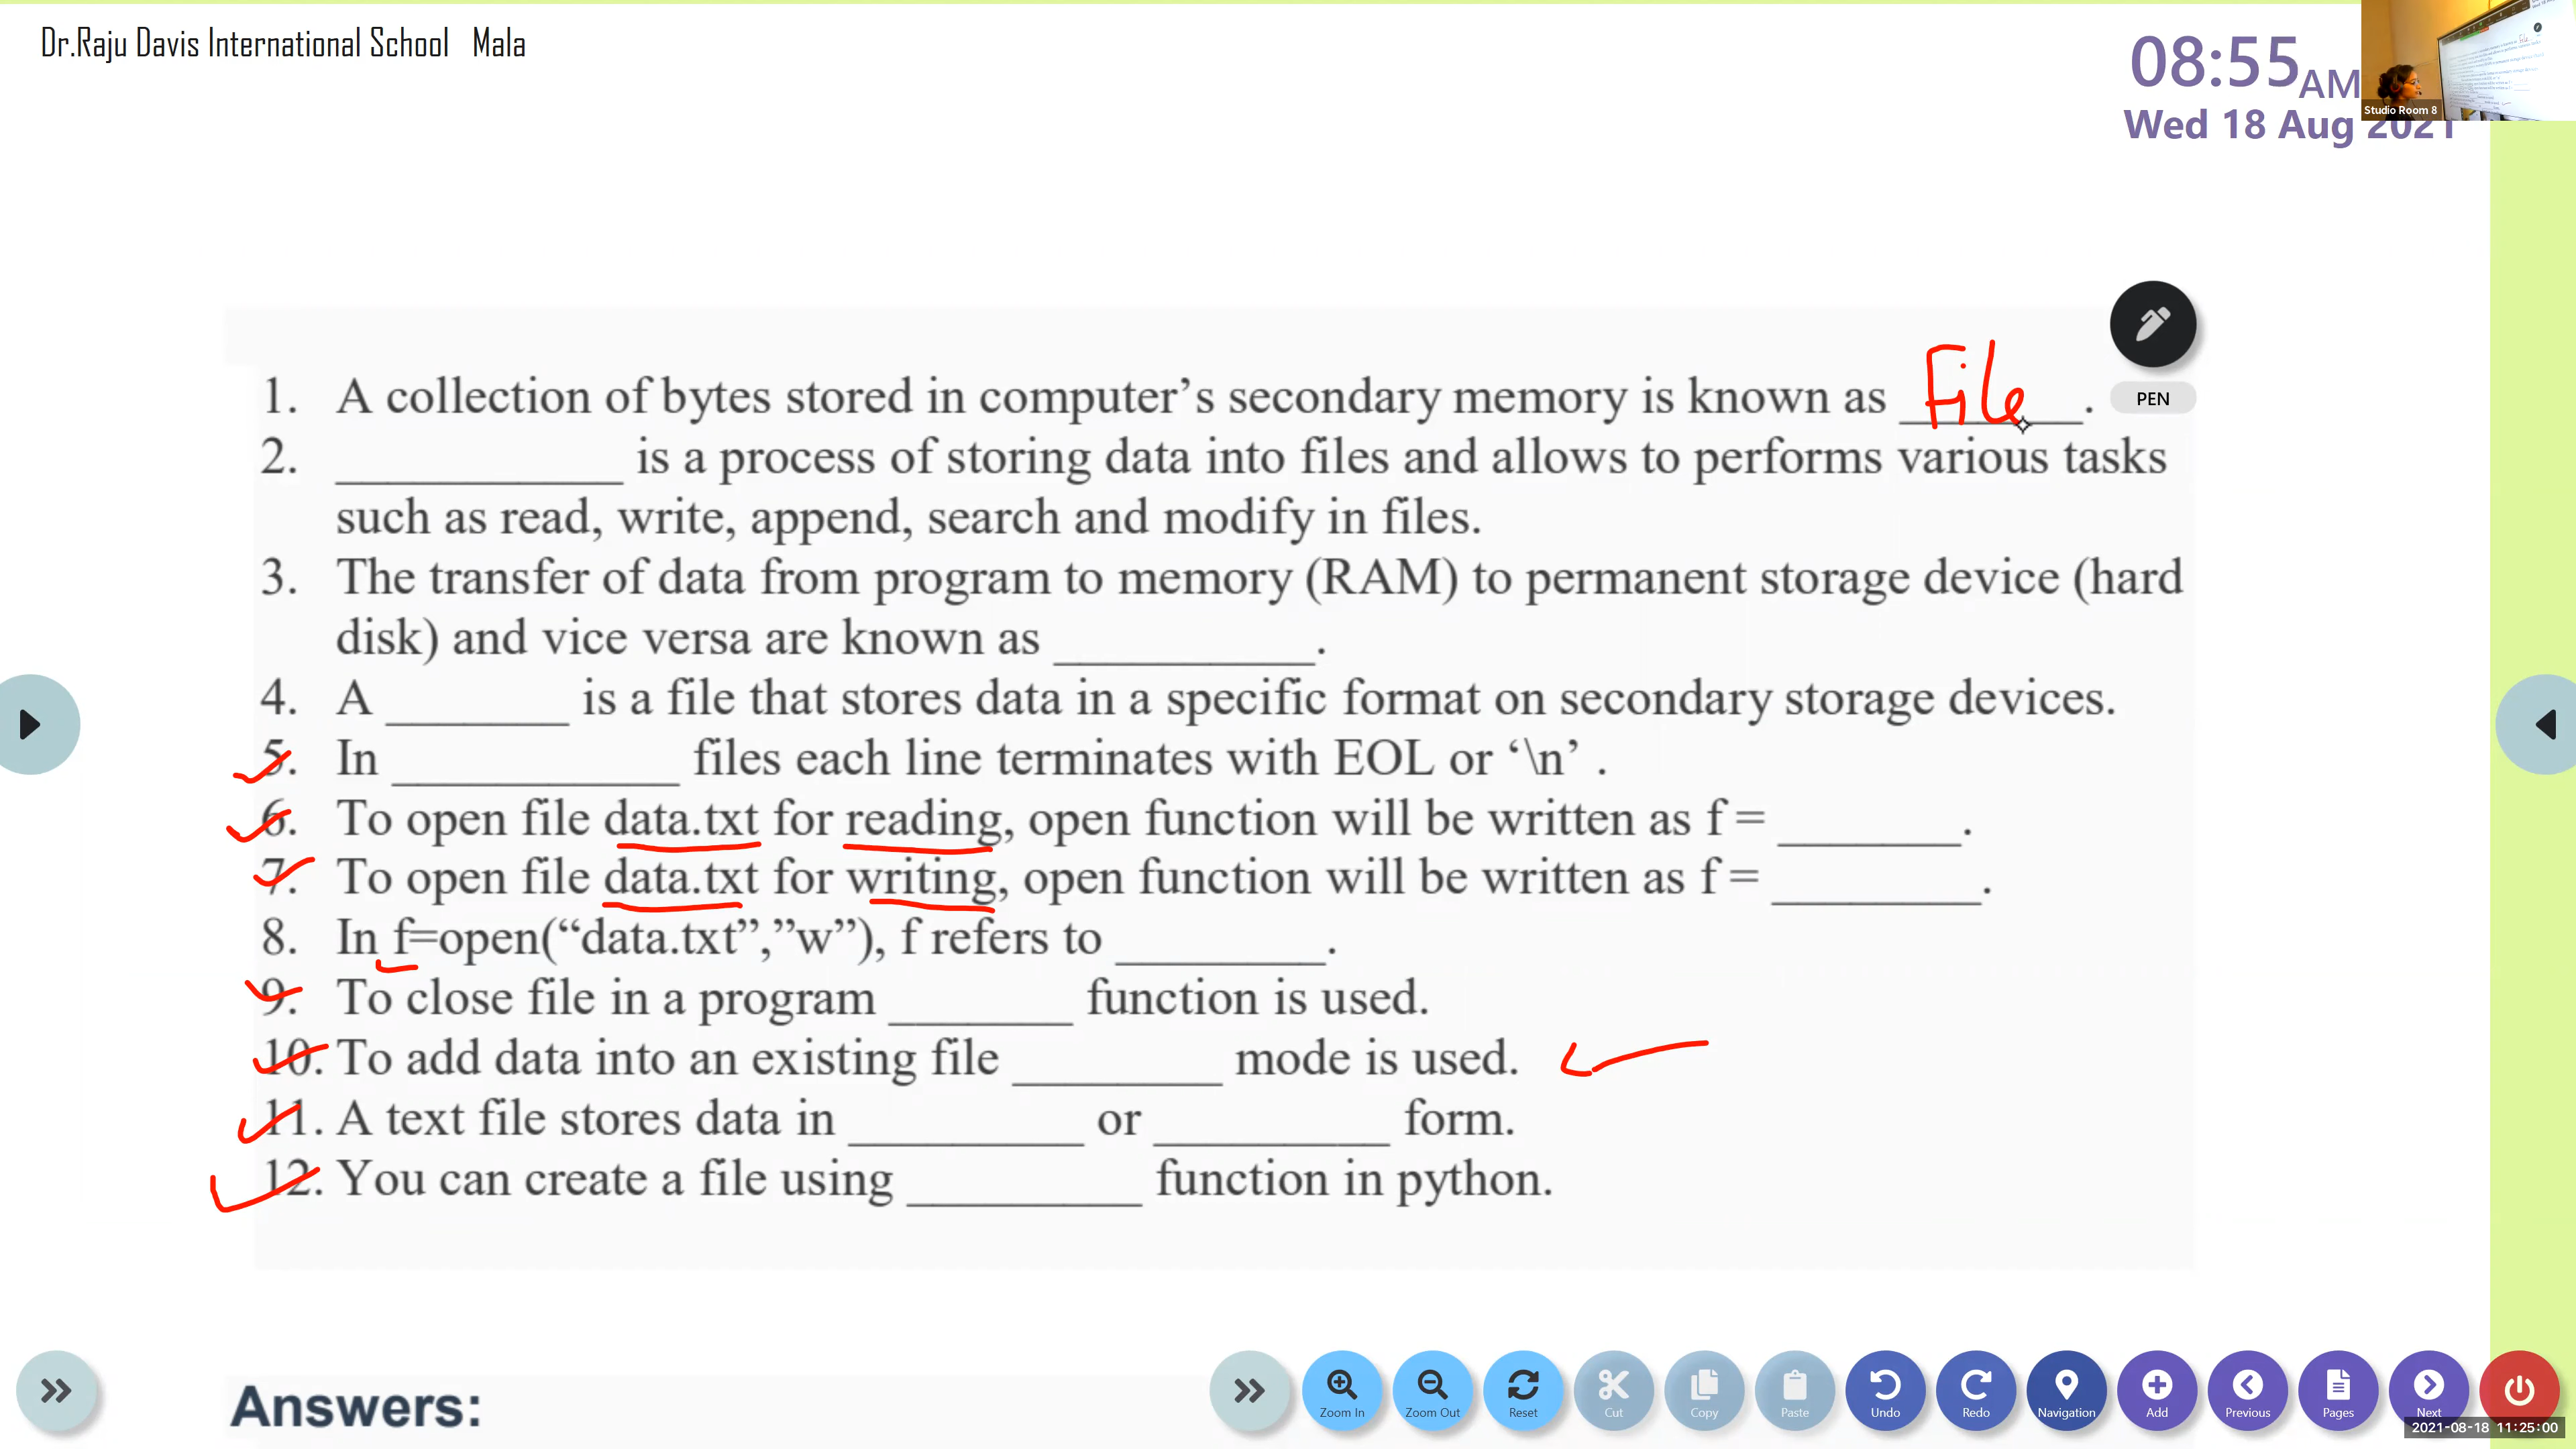 Dr.Raju Davis International School Mala
08:55 AM
Wed 18 Aug 2021
Studio Room 8
PEN
1. A collection of bytes stored in computer’s secondary memory is known as File.
2. ___________ is a process of storing data into files and allows to performs various tasks
such as read, write, append, search and modify in files.
3. The transfer of data from program to memory (RAM) to permanent storage device (hard
disk) and vice versa are known as __________.
4. A _______ is a file that stores data in a specific format on secondary storage devices.
5. In ___________ files each line terminates with EOL or ‘\n’ .
6. To open file data.txt for reading, open function will be written as f = _______.
7. To open file data.txt for writing, open function will be written as f = ________.
8. In f=open(“data.txt”,”w”), f refers to ________.
9. To close file in a program _______ function is used.
10. To add data into an existing file ________ mode is used.
11. A text file stores data in _________ or _________ form.
12. You can create a file using _________ function in python.
Answers:
Zoom In Zoom Out Reset Cut Copy Paste Undo Redo Navigation Add Previous Pages Next
2021-08-18 11:25:00